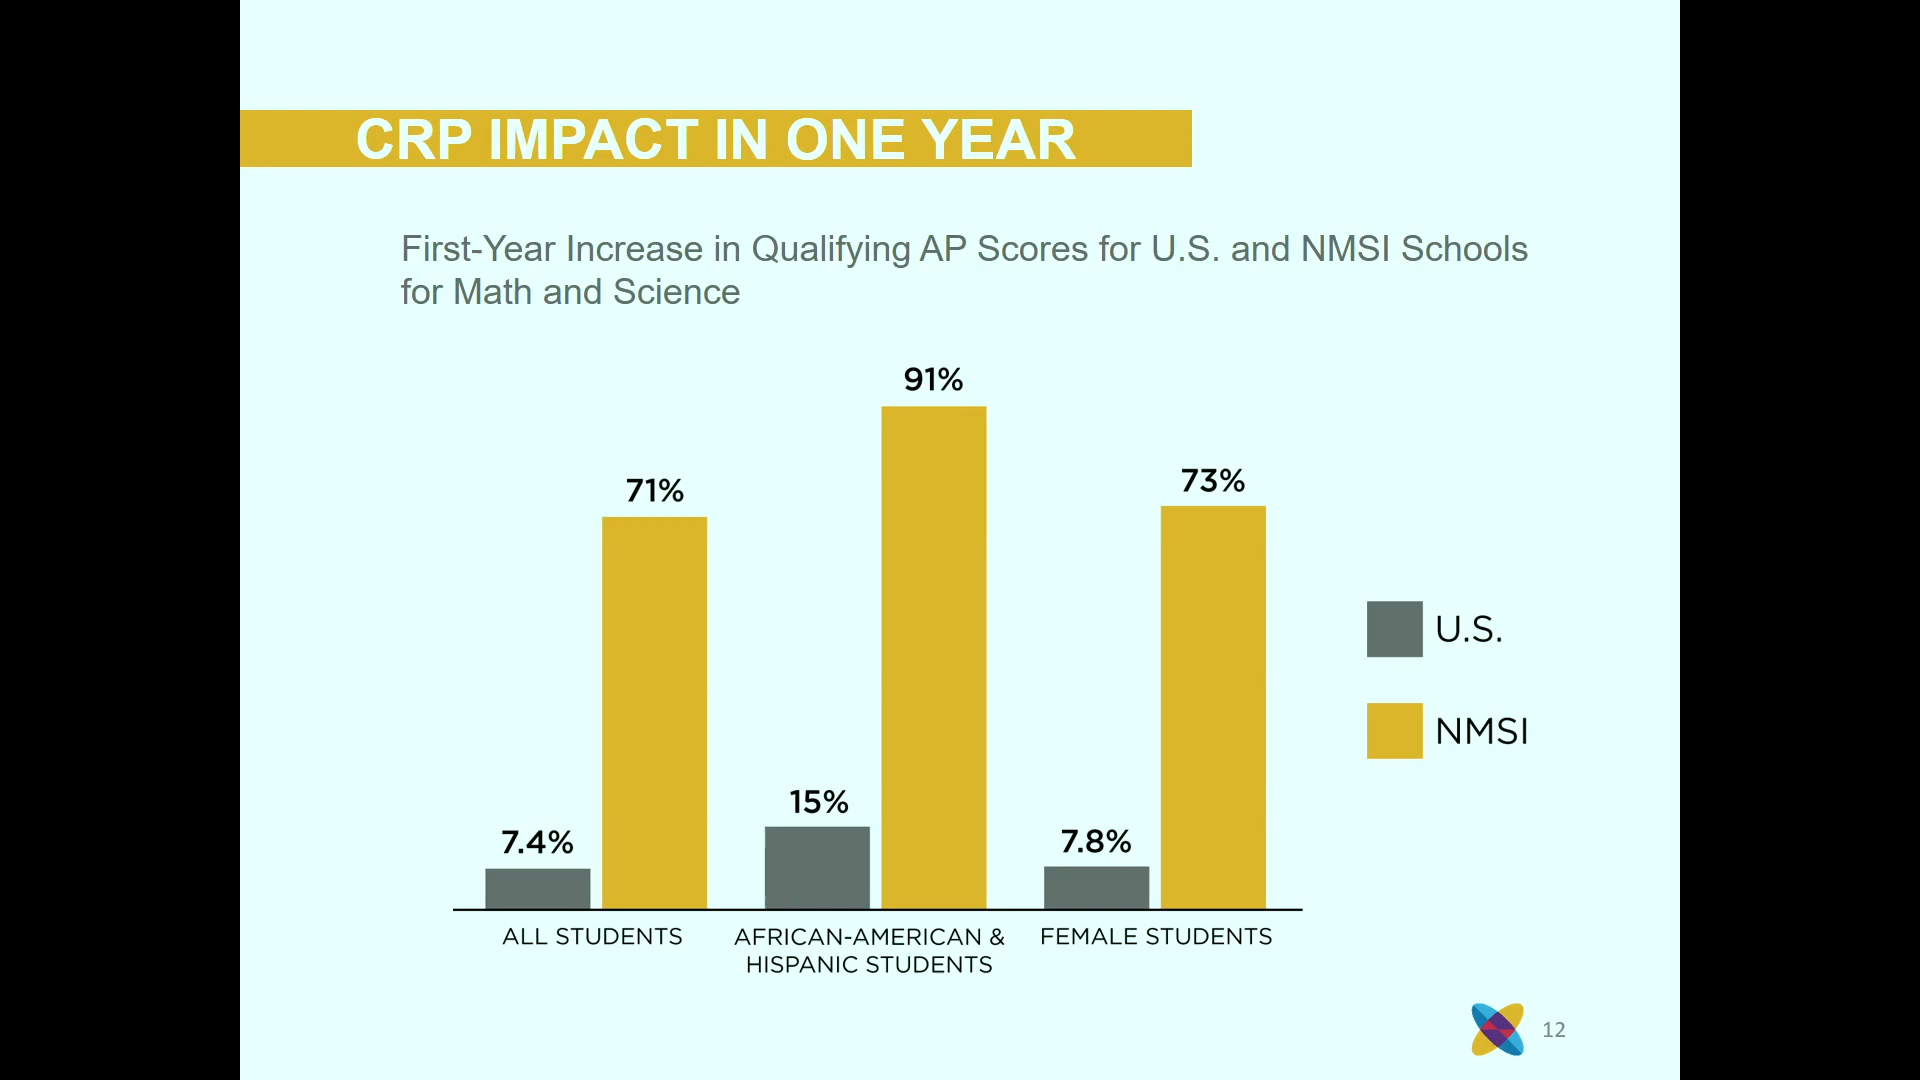 CRP IMPACT IN ONE YEAR
First-Year Increase in Qualifying AP Scores for U.S. and NMSI Schools
for Math and Science
91%
71%
73%
15%
7.4%
7.8%
U.S.
NMSI
ALL STUDENTS
AFRICAN-AMERICAN &
HISPANIC STUDENTS
FEMALE STUDENTS
12